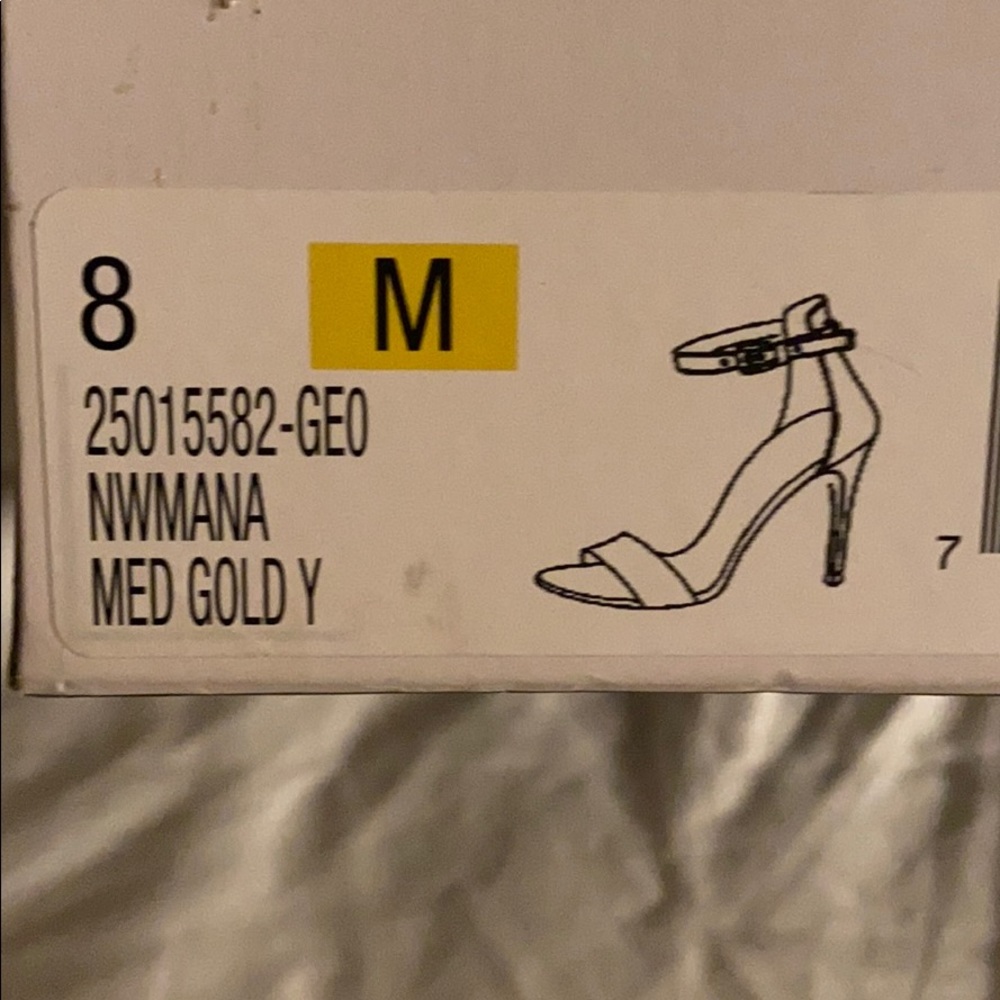 8 M
25015582-GE0
NWMANA
MED GOLD Y
7